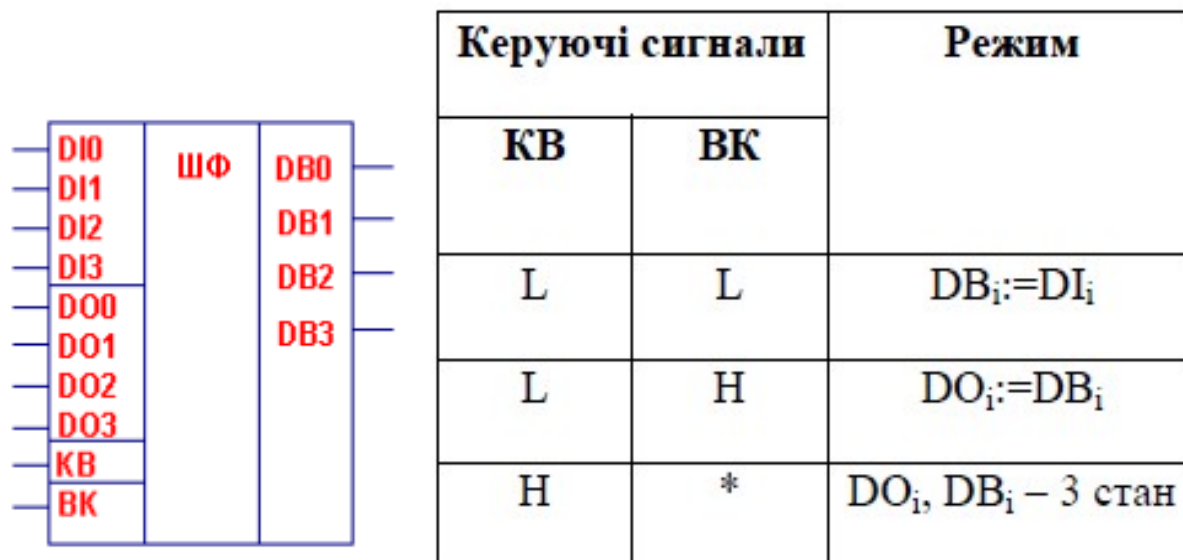 DI0
DI1
DI2
DI3
DO0
DO1
DO2
DO3
КВ
ВК
ШФ
DB0
DB1
DB2
DB3
Керуючі сигнали Режим
КВ ВК
L L DBi:=DIi
L H DOi:=DBi
H * DOi, DBi – 3 стан